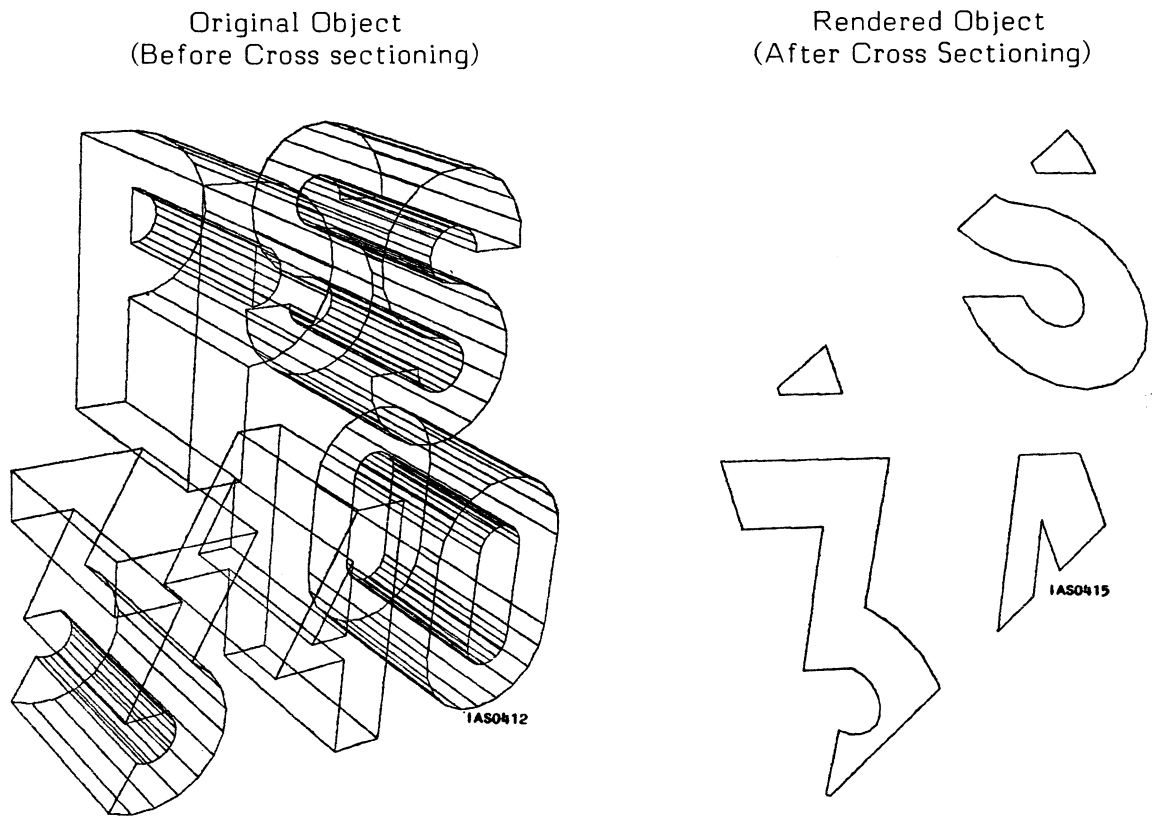 Original Object
(Before Cross sectioning)
Rendered Object
(After Cross Sectioning)
IAS0415
IAS0412